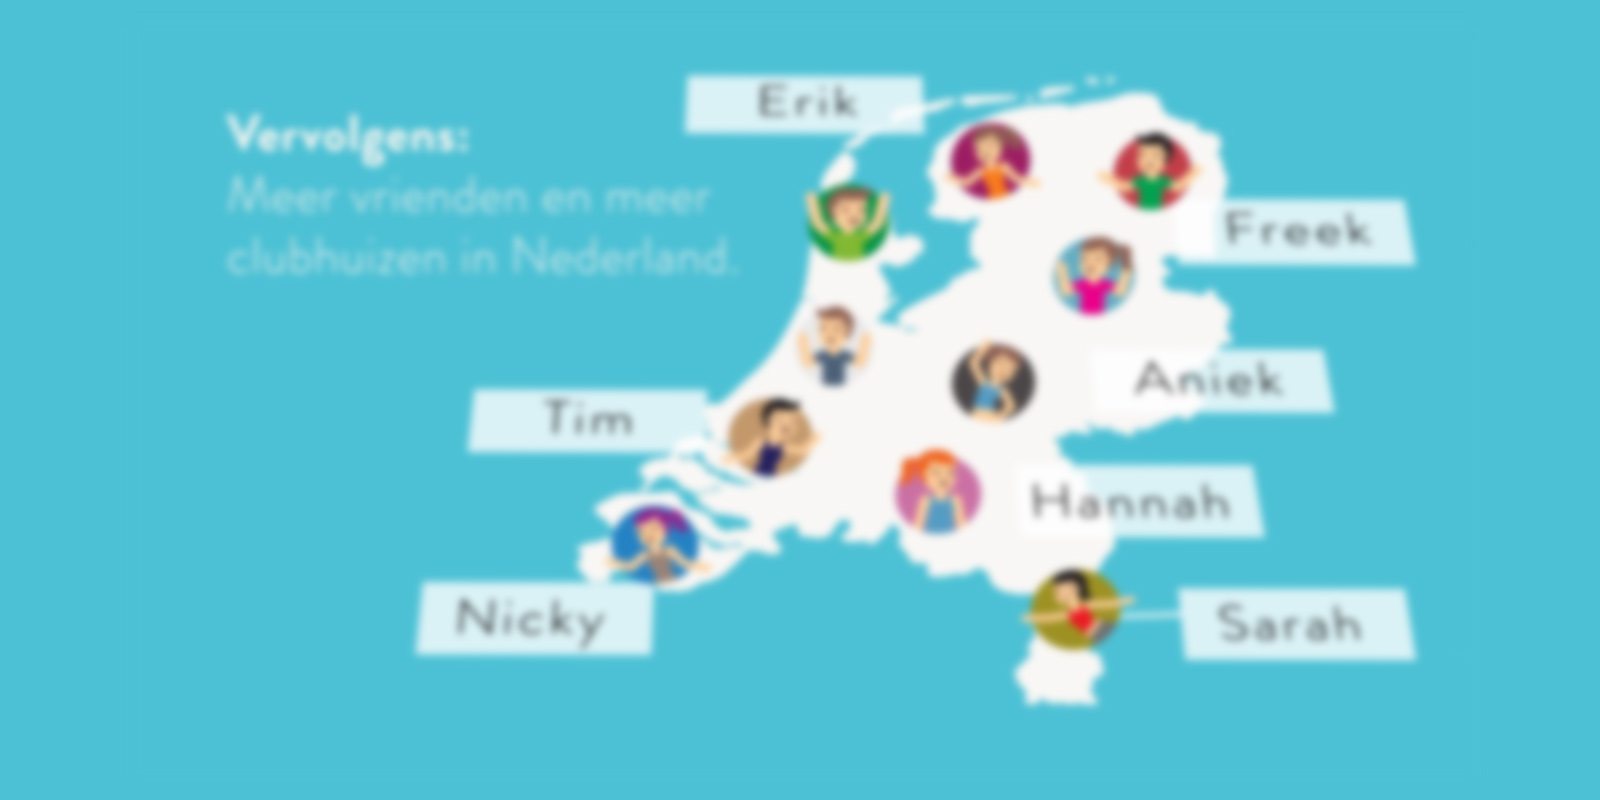 Erik
Vervolgens:
Meer vrienden en meer
clubhuizen in Nederland.
Freek
Aniek
Tim
Hannah
Nicky
Sarah